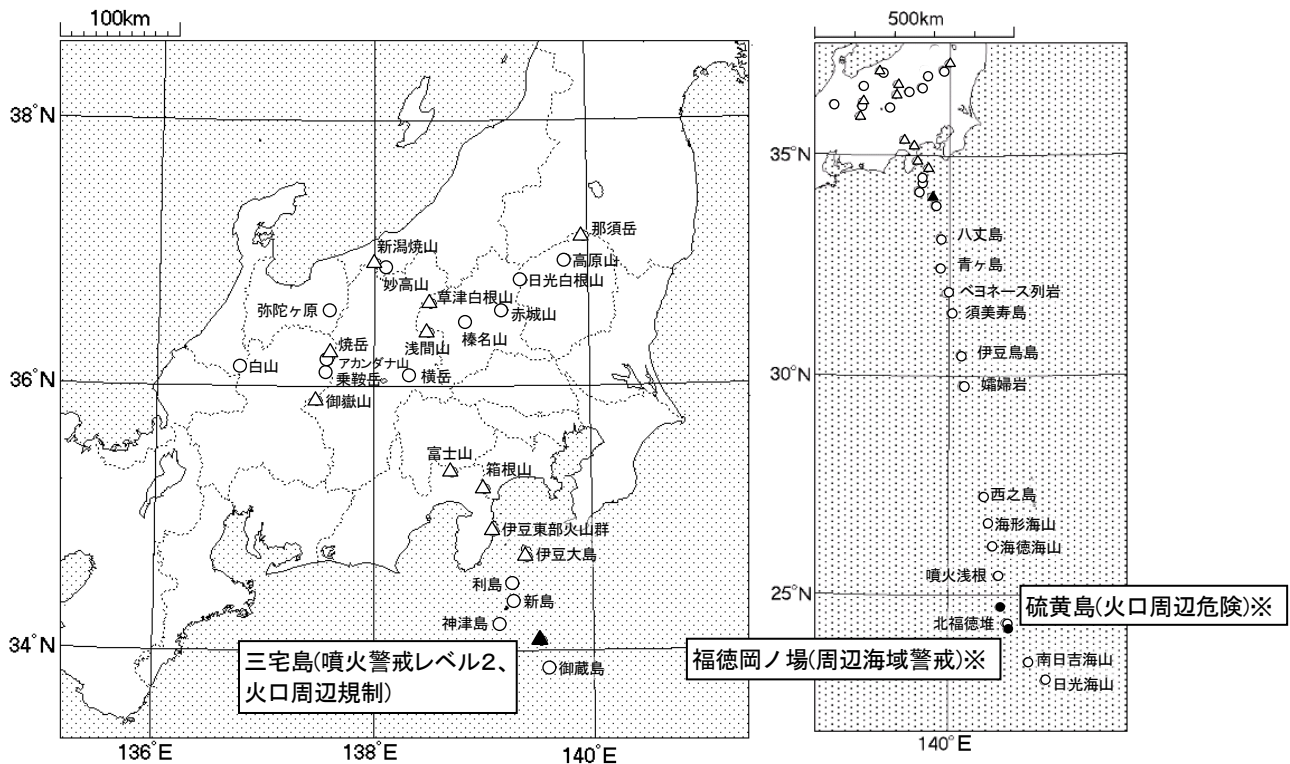 100km
38°N
那須岳
新潟焼山
高原山
妙高山
日光白根山
草津白根山
弥陀ヶ原
赤城山
榛名山
焼岳
浅間山
アカンダナ山
白山
乗鞍岳
横岳
36°N
御嶽山
富士山
箱根山
伊豆東部火山群
伊豆大島
利島
新島
神津島
34°N
三宅島(噴火警戒レベル2、
火口周辺規制)
御蔵島
136°E
138°E
140°E
500km
35°N
八丈島
青ヶ島
ベヨネース列岩
須美寿島
伊豆鳥島
30°N
孀婦岩
西之島
海形海山
海徳海山
噴火浅根
25°N
硫黄島(火口周辺危険)※
北福徳堆
福徳岡ノ場(周辺海域警戒)※
南日吉海山
日光海山
140°E